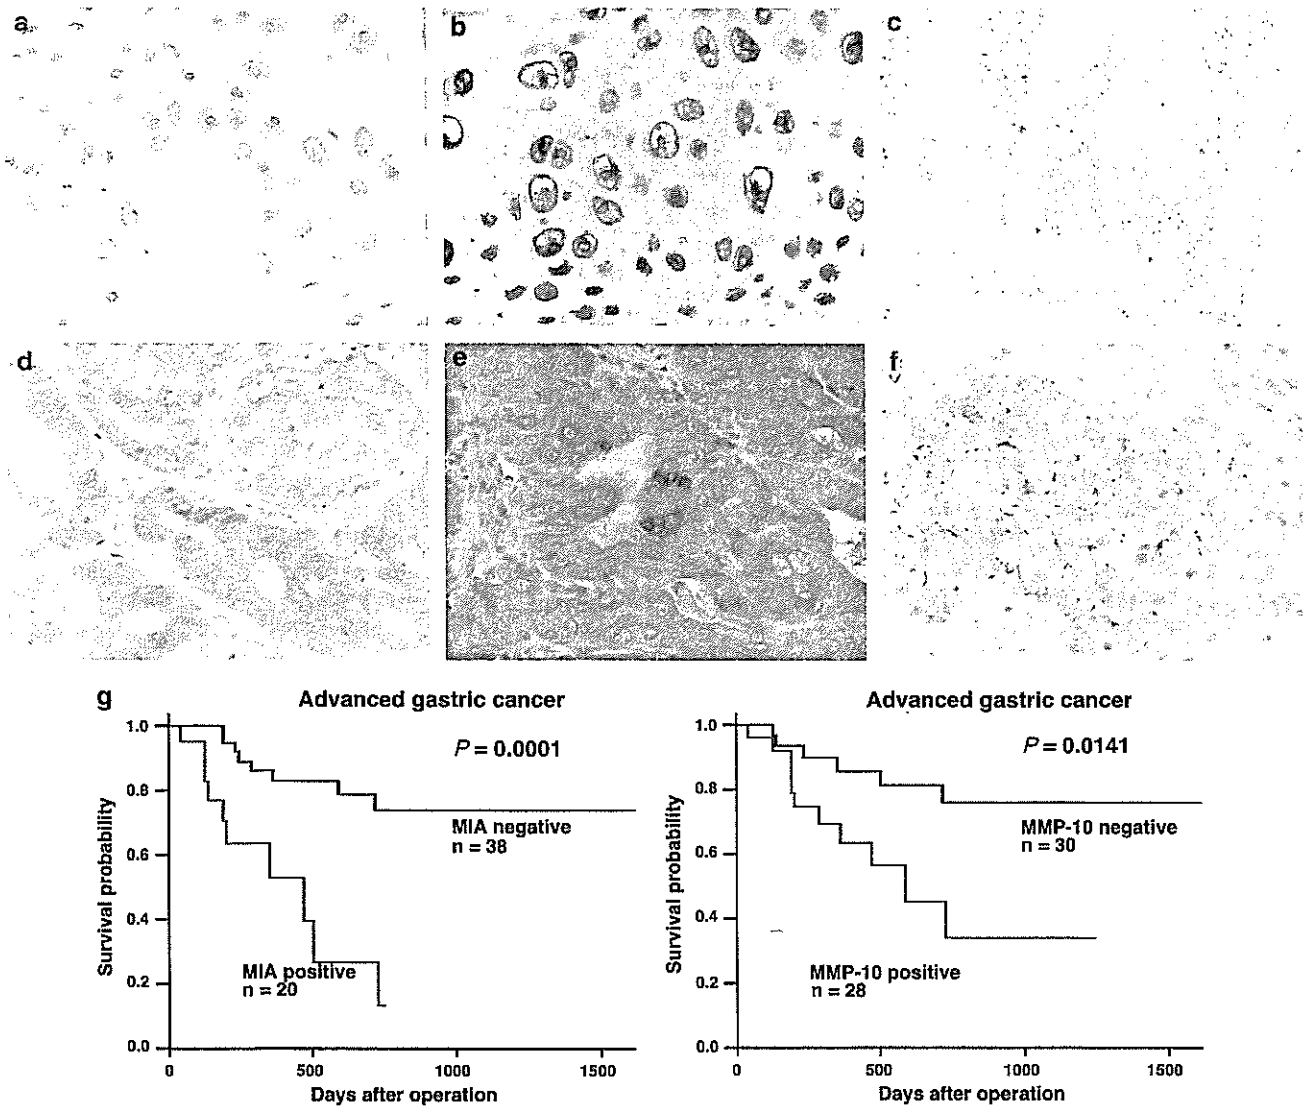 a
b
c
d
e
f
g
Advanced gastric cancer
P = 0.0001
MIA negative
n = 38
MIA positive
n = 20
Survival probability
1.0
0.8
0.6
0.4
0.2
0.0
0
500
1000
1500
Days after operation
Advanced gastric cancer
P = 0.0141
MMP-10 negative
n = 30
MMP-10 positive
n = 28
Survival probability
1.0
0.8
0.6
0.4
0.2
0.0
0
500
1000
1500
Days after operation